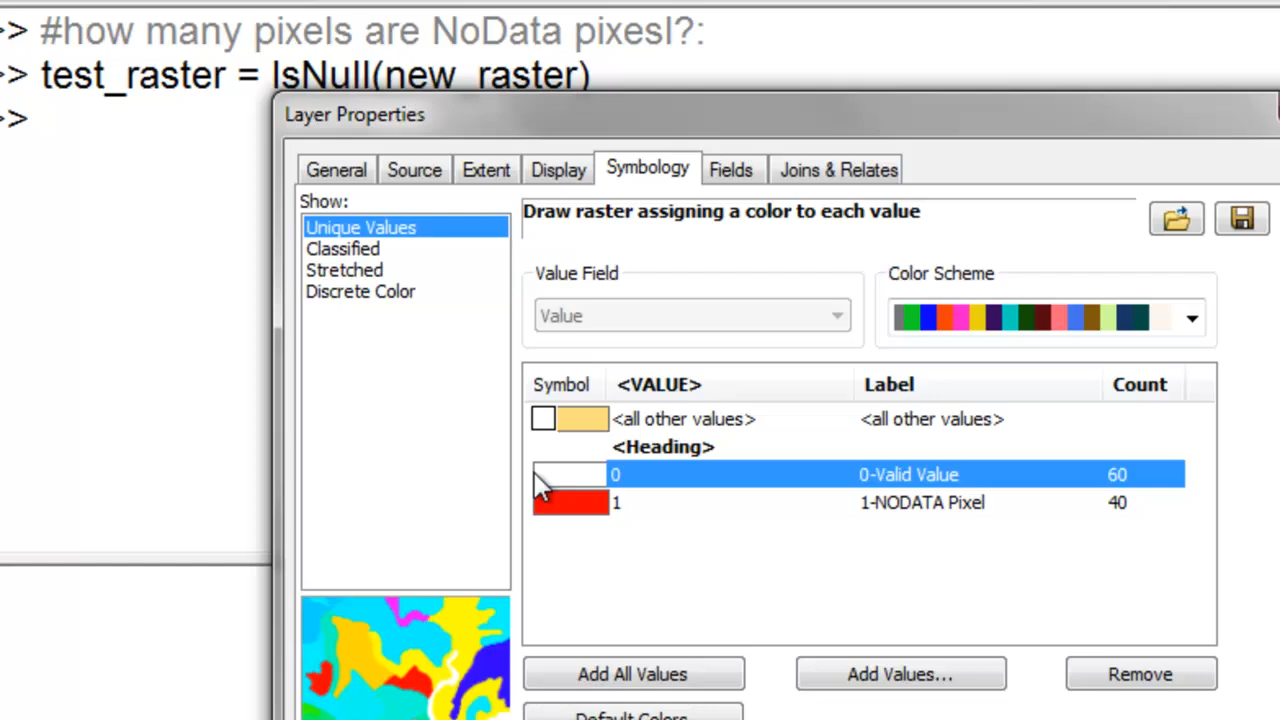 >> #how many pixels are NoData pixesl?:
>> test_raster = IsNull(new_raster)
>>
Layer Properties
General Source Extent Display Symbology Fields Joins & Relates
Show:
Unique Values
Classified
Stretched
Discrete Color
Draw raster assigning a color to each value
Value Field Color Scheme
Value
Symbol <VALUE> Label Count
<all other values> <all other values>
<Heading>
0 0-Valid Value 60
1 1-NODATA Pixel 40
Add All Values Add Values... Remove
Default Colors